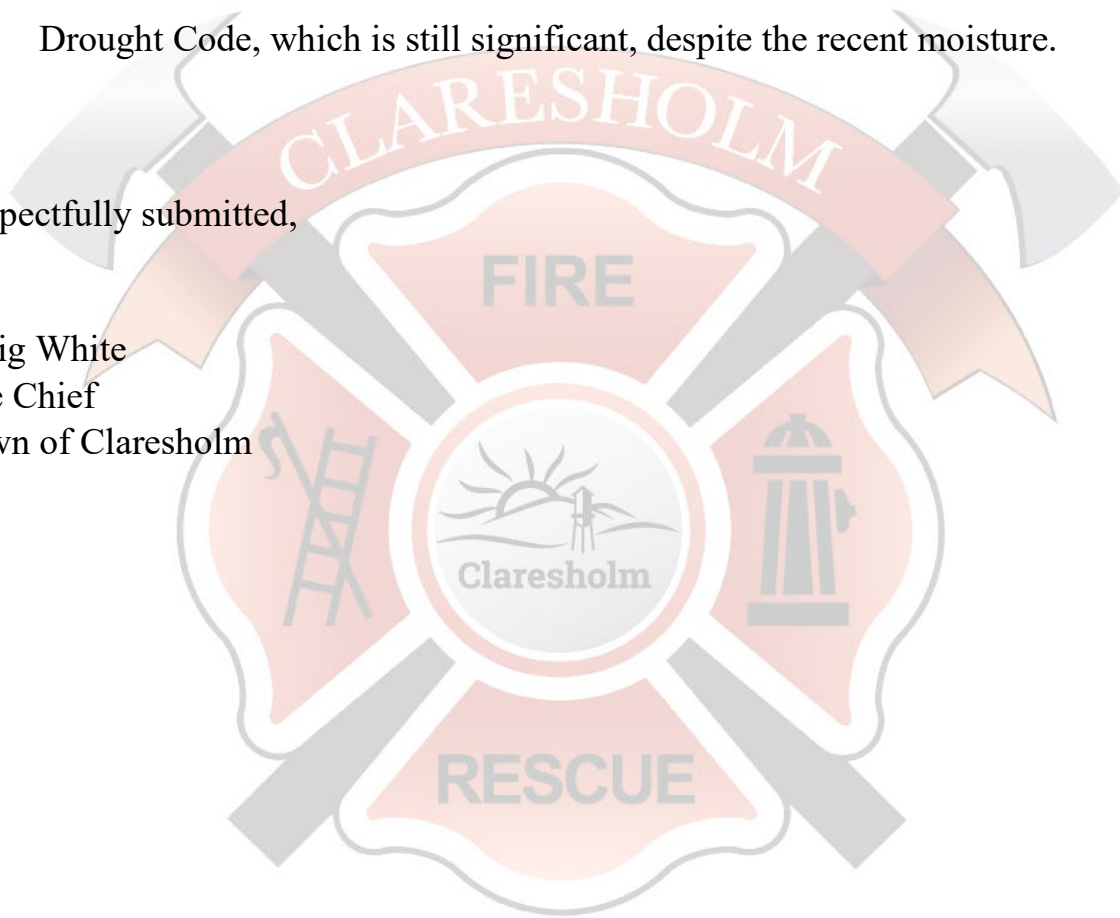 Drought Code, which is still significant, despite the recent moisture.
CLARESHOLM
pectfully submitted,
FIRE
ig White
e Chief
wn of Claresholm
Claresholm
RESCUE